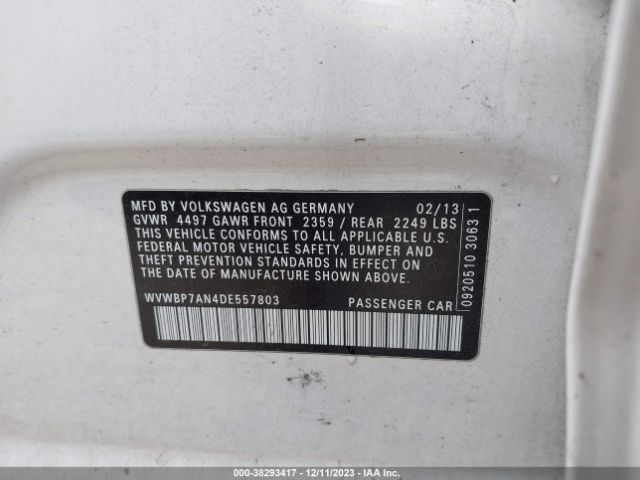 MFD BY VOLKSWAGEN AG GERMANY 02/13
GVWR 4497 GAWR FRONT 2359 / REAR 2249 LBS
THIS VEHICLE CONFORMS TO ALL APPLICABLE U.S.
FEDERAL MOTOR VEHICLE SAFETY, BUMPER AND
THEFT PREVENTION STANDARDS IN EFFECT ON
THE DATE OF MANUFACTURE SHOWN ABOVE.
WVWBP7AN4DE557803 PASSENGER CAR
0920510 30631
000-38293417 - 12/11/2023 - IAA Inc.